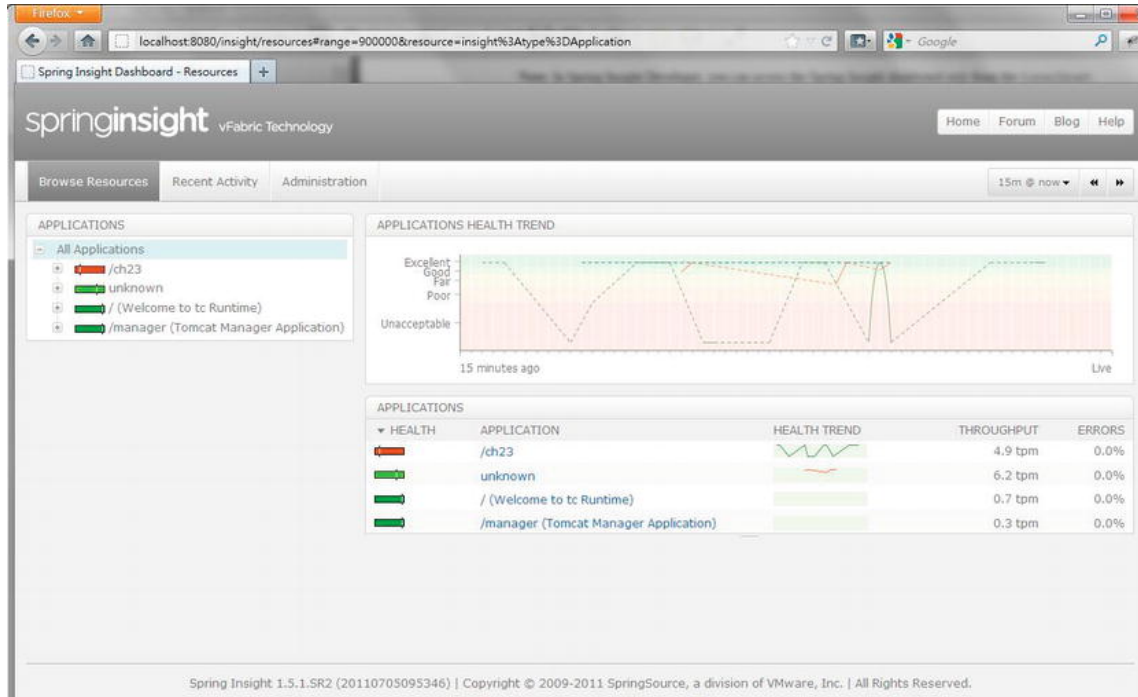 Firefox
localhost:8080/insight/resources#range=900000&resource=insight%3Atype%3DApplication
Google
Spring Insight Dashboard - Resources
springinsight vFabric Technology
Home Forum Blog Help
Browse Resources Recent Activity Administration
15m @ now
APPLICATIONS
All Applications
/ch23
unknown
/ (Welcome to tc Runtime)
/manager (Tomcat Manager Application)
APPLICATIONS HEALTH TREND
Excellent
Good
Fair
Poor
Unacceptable
15 minutes ago Live
APPLICATIONS
HEALTH APPLICATION HEALTH TREND THROUGHPUT ERRORS
/ch23 4.9 tpm 0.0%
unknown 6.2 tpm 0.0%
/ (Welcome to tc Runtime) 0.7 tpm 0.0%
/manager (Tomcat Manager Application) 0.3 tpm 0.0%
Spring Insight 1.5.1.SR2 (20110705095346) | Copyright © 2009-2011 SpringSource, a division of VMware, Inc. | All Rights Reserved.